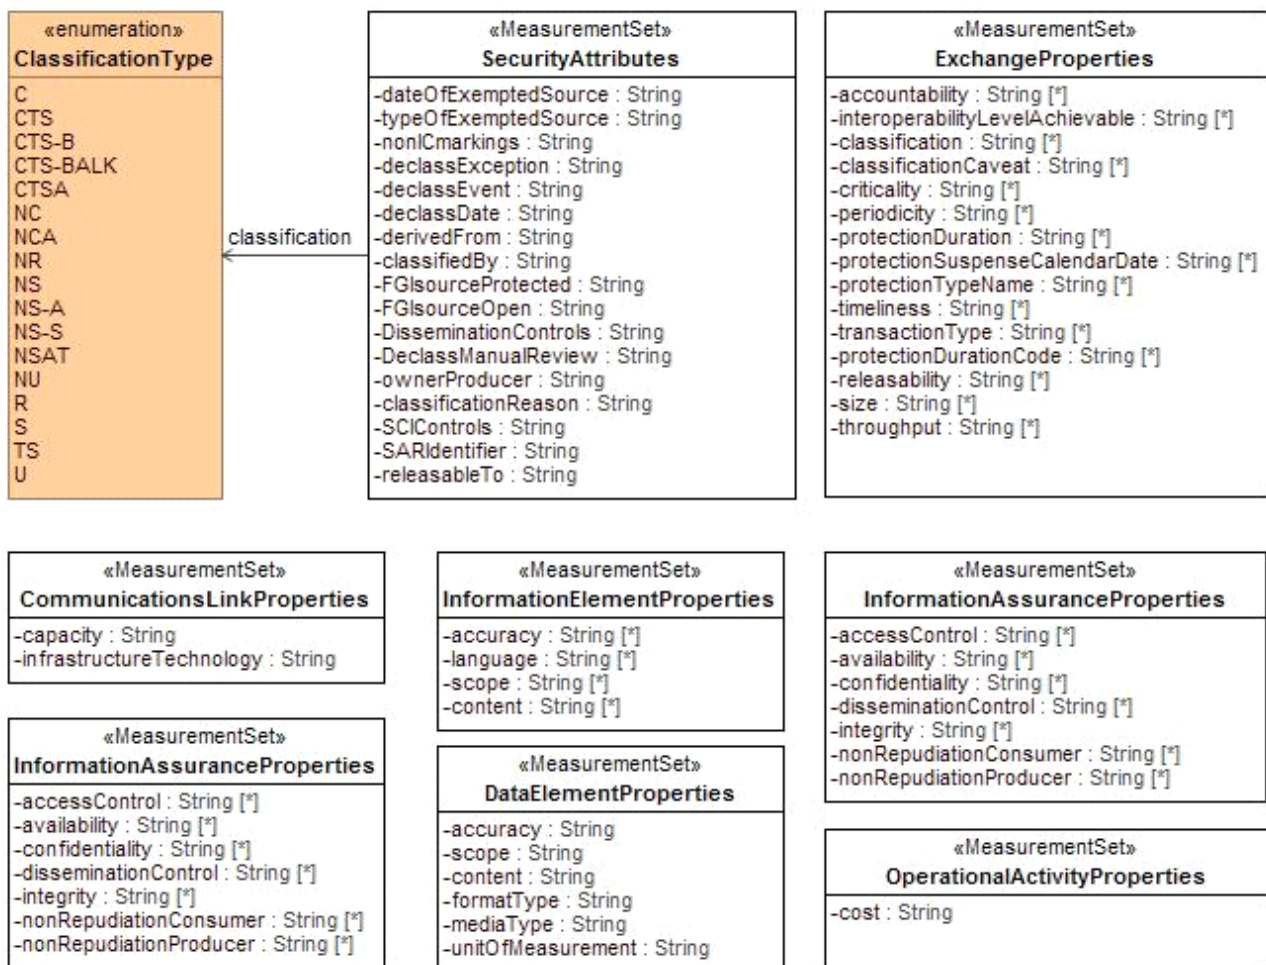 «enumeration»
ClassificationType
C
CTS
CTS-B
CTS-BALK
CTSA
NC
NCA
NR
NS
NS-A
NS-S
NSAT
NU
R
S
TS
U
classification
«MeasurementSet»
SecurityAttributes
-dateOfExemptedSource : String
-typeOfExemptedSource : String
-nonICmarkings : String
-declassException : String
-declassEvent : String
-declassDate : String
-derivedFrom : String
-classifiedBy : String
-FGIsourceProtected : String
-FGIsourceOpen : String
-DisseminationControls : String
-DeclassManualReview : String
-ownerProducer : String
-classificationReason : String
-SCIControls : String
-SARIdentifier : String
-releasableTo : String
«MeasurementSet»
ExchangeProperties
-accountability : String [*]
-interoperabilityLevelAchievable : String [*]
-classification : String [*]
-classificationCaveat : String [*]
-criticality : String [*]
-periodicity : String [*]
-protectionDuration : String [*]
-protectionSuspenseCalendarDate : String [*]
-protectionTypeName : String [*]
-timeliness : String [*]
-transactionType : String [*]
-protectionDurationCode : String [*]
-releasability : String [*]
-size : String [*]
-throughput : String [*]
«MeasurementSet»
CommunicationsLinkProperties
-capacity : String
-infrastructureTechnology : String
«MeasurementSet»
InformationAssuranceProperties
-accessControl : String [*]
-availability : String [*]
-confidentiality : String [*]
-disseminationControl : String [*]
-integrity : String [*]
-nonRepudiationConsumer : String [*]
-nonRepudiationProducer : String [*]
«MeasurementSet»
InformationElementProperties
-accuracy : String [*]
-language : String [*]
-scope : String [*]
-content : String [*]
«MeasurementSet»
DataElementProperties
-accuracy : String
-scope : String
-content : String
-formatType : String
-mediaType : String
-unitOfMeasurement : String
«MeasurementSet»
InformationAssuranceProperties
-accessControl : String [*]
-availability : String [*]
-confidentiality : String [*]
-disseminationControl : String [*]
-integrity : String [*]
-nonRepudiationConsumer : String [*]
-nonRepudiationProducer : String [*]
«MeasurementSet»
OperationalActivityProperties
-cost : String